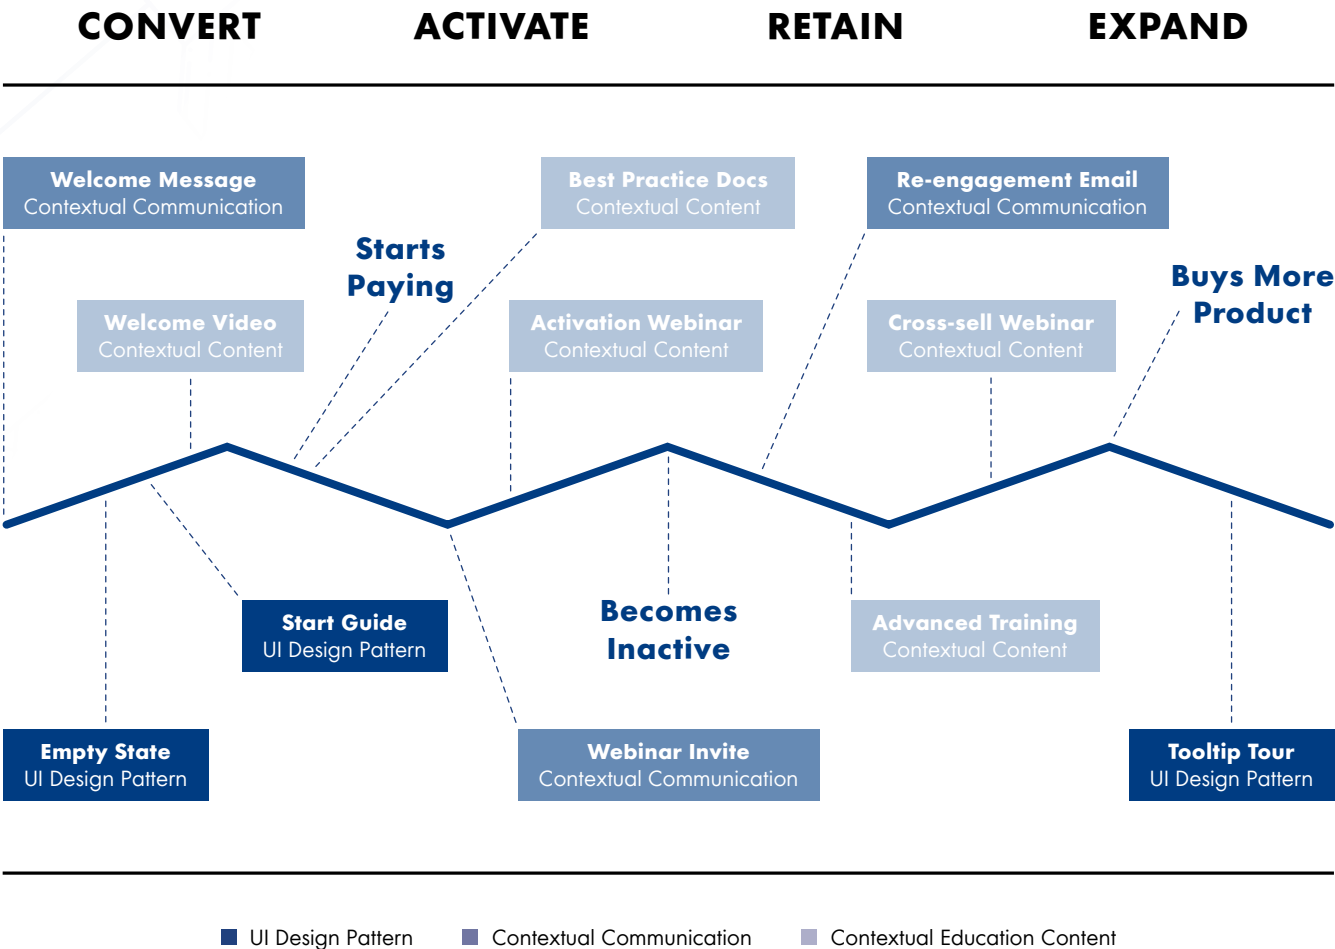 CONVERT
ACTIVATE
RETAIN
EXPAND
Welcome Message
Contextual Communication
Best Practice Docs
Contextual Content
Re-engagement Email
Contextual Communication
Starts
Paying
Buys More
Product
Welcome Video
Contextual Content
Activation Webinar
Contextual Content
Cross-sell Webinar
Contextual Content
Start Guide
UI Design Pattern
Becomes
Inactive
Advanced Training
Contextual Content
Empty State
UI Design Pattern
Webinar Invite
Contextual Communication
Tooltip Tour
UI Design Pattern
UI Design Pattern
Contextual Communication
Contextual Education Content